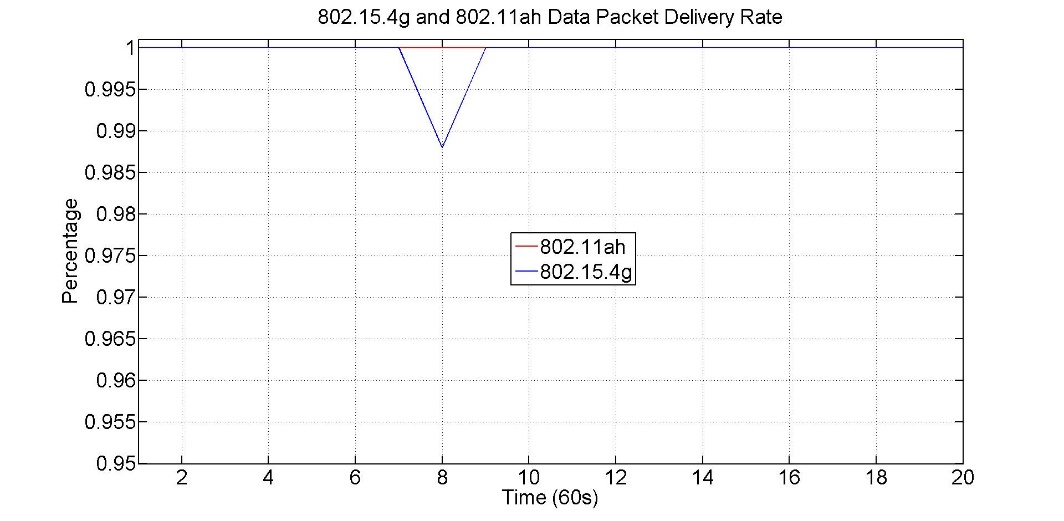 802.15.4g and 802.11ah Data Packet Delivery Rate
1
0.995
0.99
0.985
0.98
0.975
0.97
0.965
0.96
0.955
0.95
Percentage
802.11ah
802.15.4g
2 4 6 8 10 12 14 16 18 20
Time (60s)